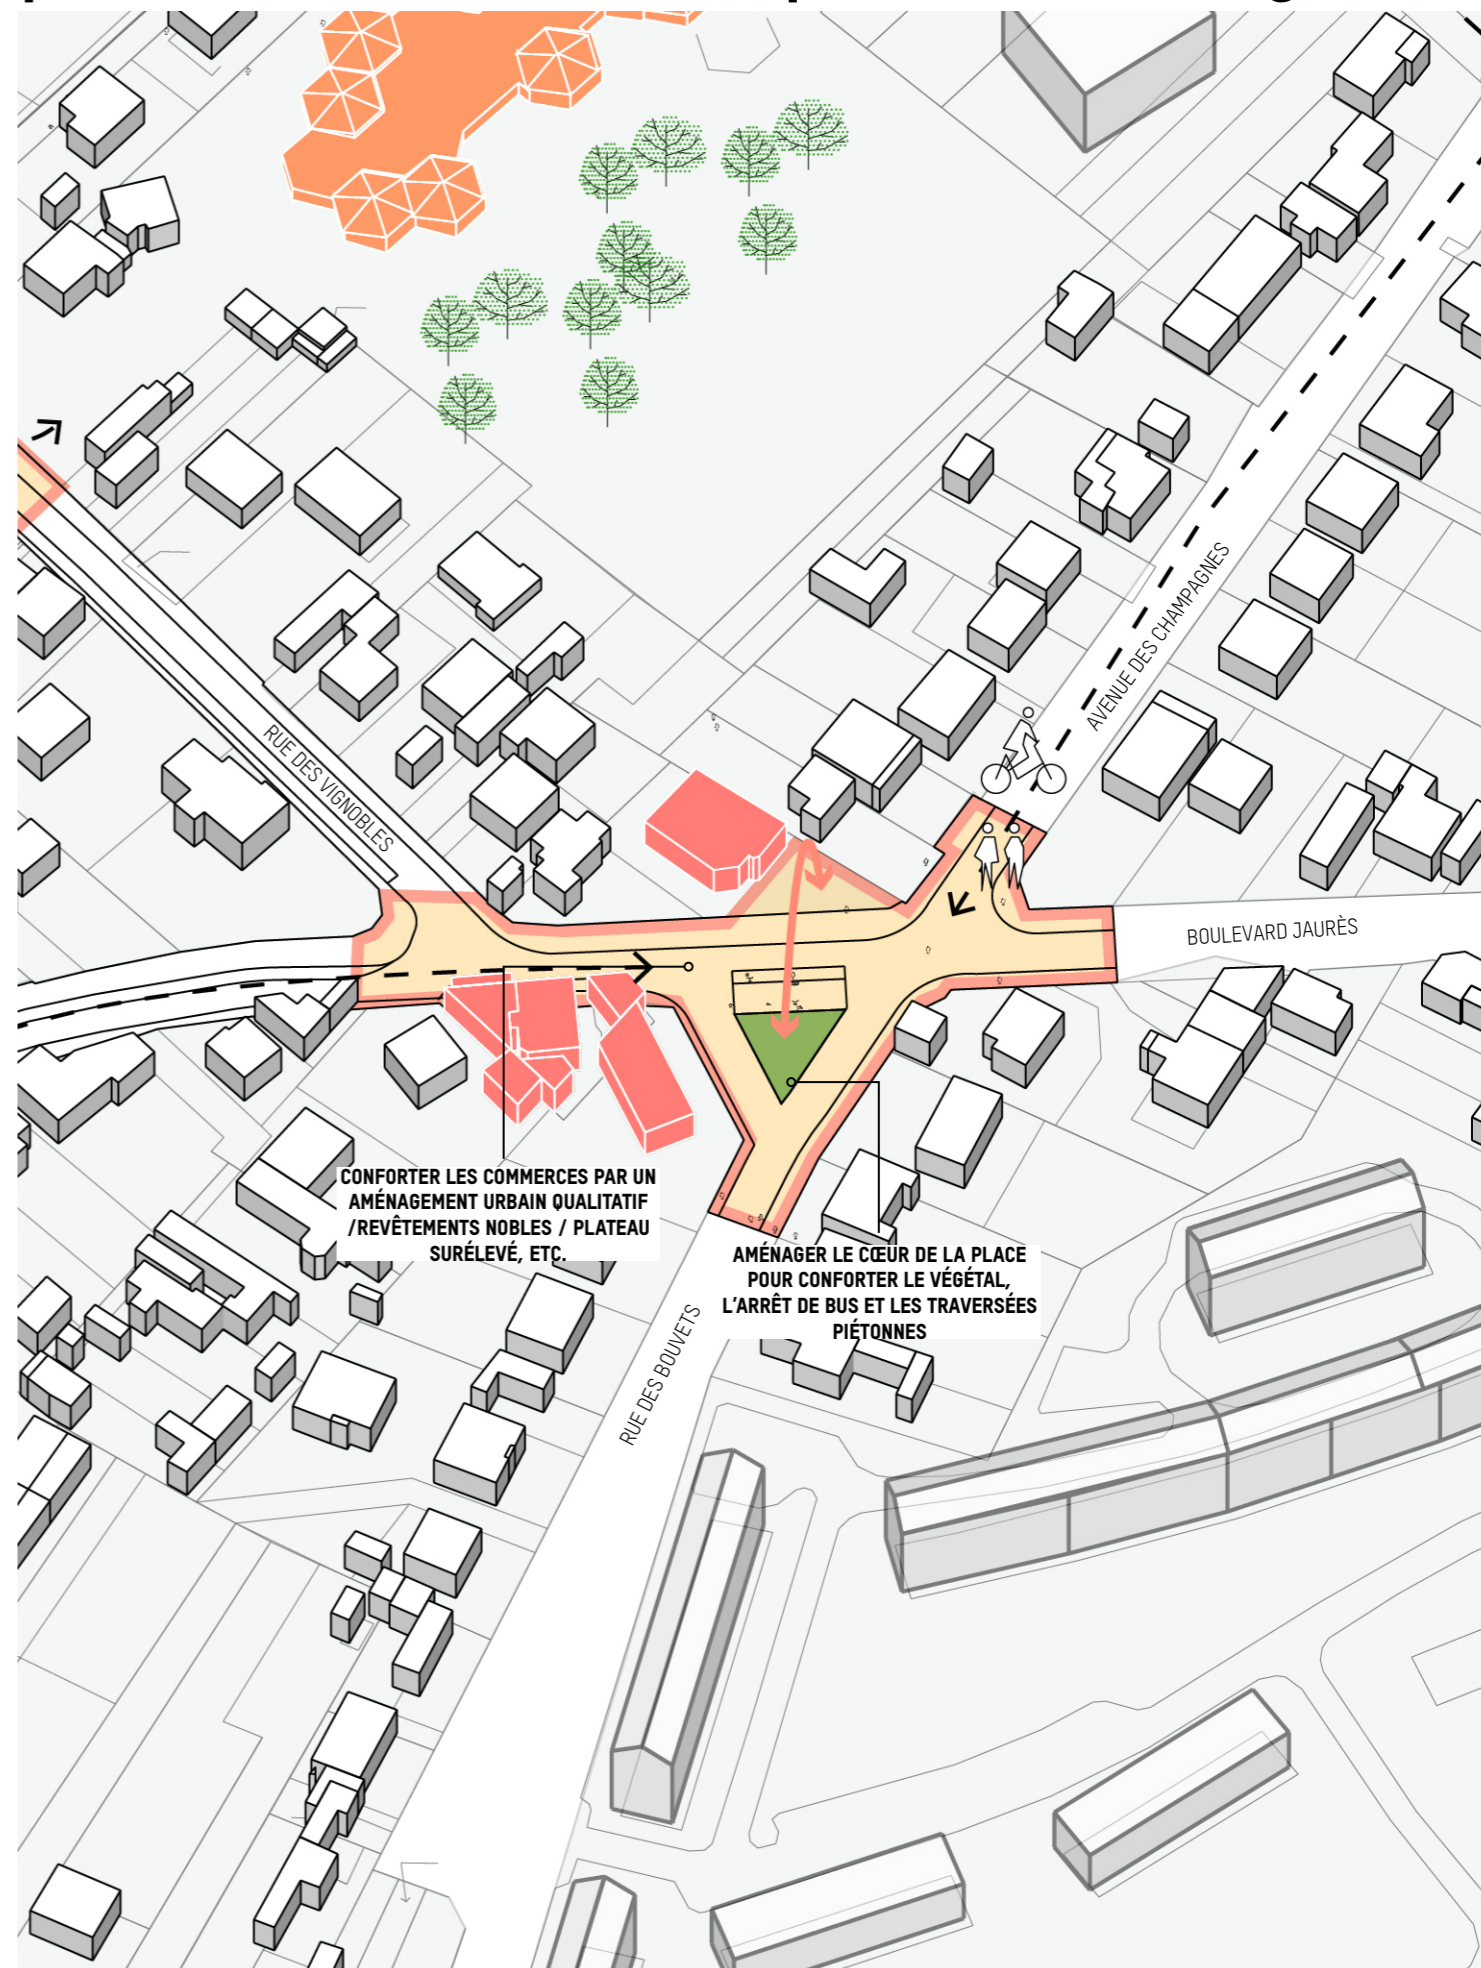 AVENUE DES CHAMPAGNES
RUE DES VIGNOBLES
BOULEVARD JAURÈS
CONFORTER LES COMMERCES PAR UN
AMÉNAGEMENT URBAIN QUALITATIF
/REVÊTEMENTS NOBLES / PLATEAU
SURÉLEVÉ, ETC.
AMÉNAGER LE CŒUR DE LA PLACE
POUR CONFORTER LE VÉGÉTAL,
L'ARRÊT DE BUS ET LES TRAVERSÉES
PIÉTONNES
RUE DES BOUVETS